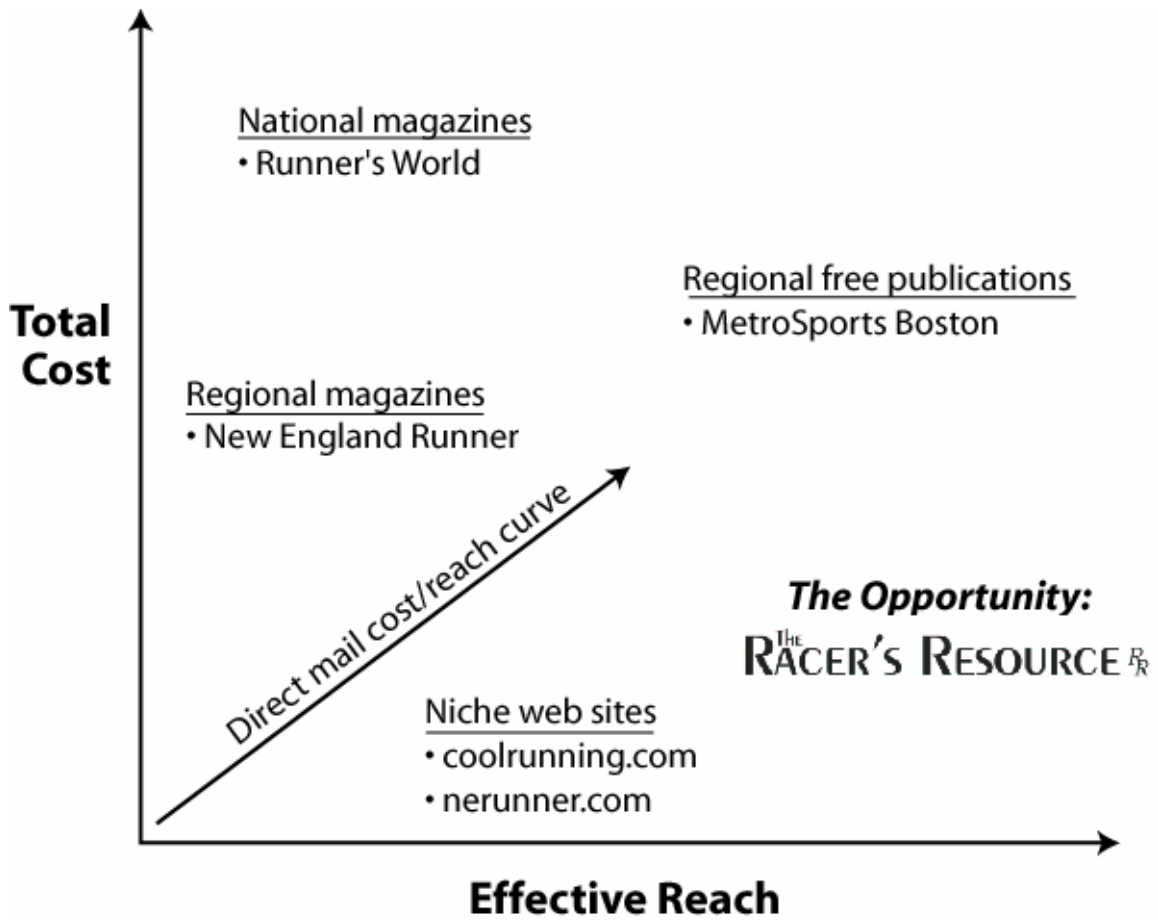 National magazines
• Runner's World
Regional free publications
• MetroSports Boston
Total
Cost
Regional magazines
• New England Runner
Direct mail cost/reach curve
The Opportunity:
THE RACER'S RESOURCE RR
Niche web sites
• coolrunning.com
• nerunner.com
Effective Reach